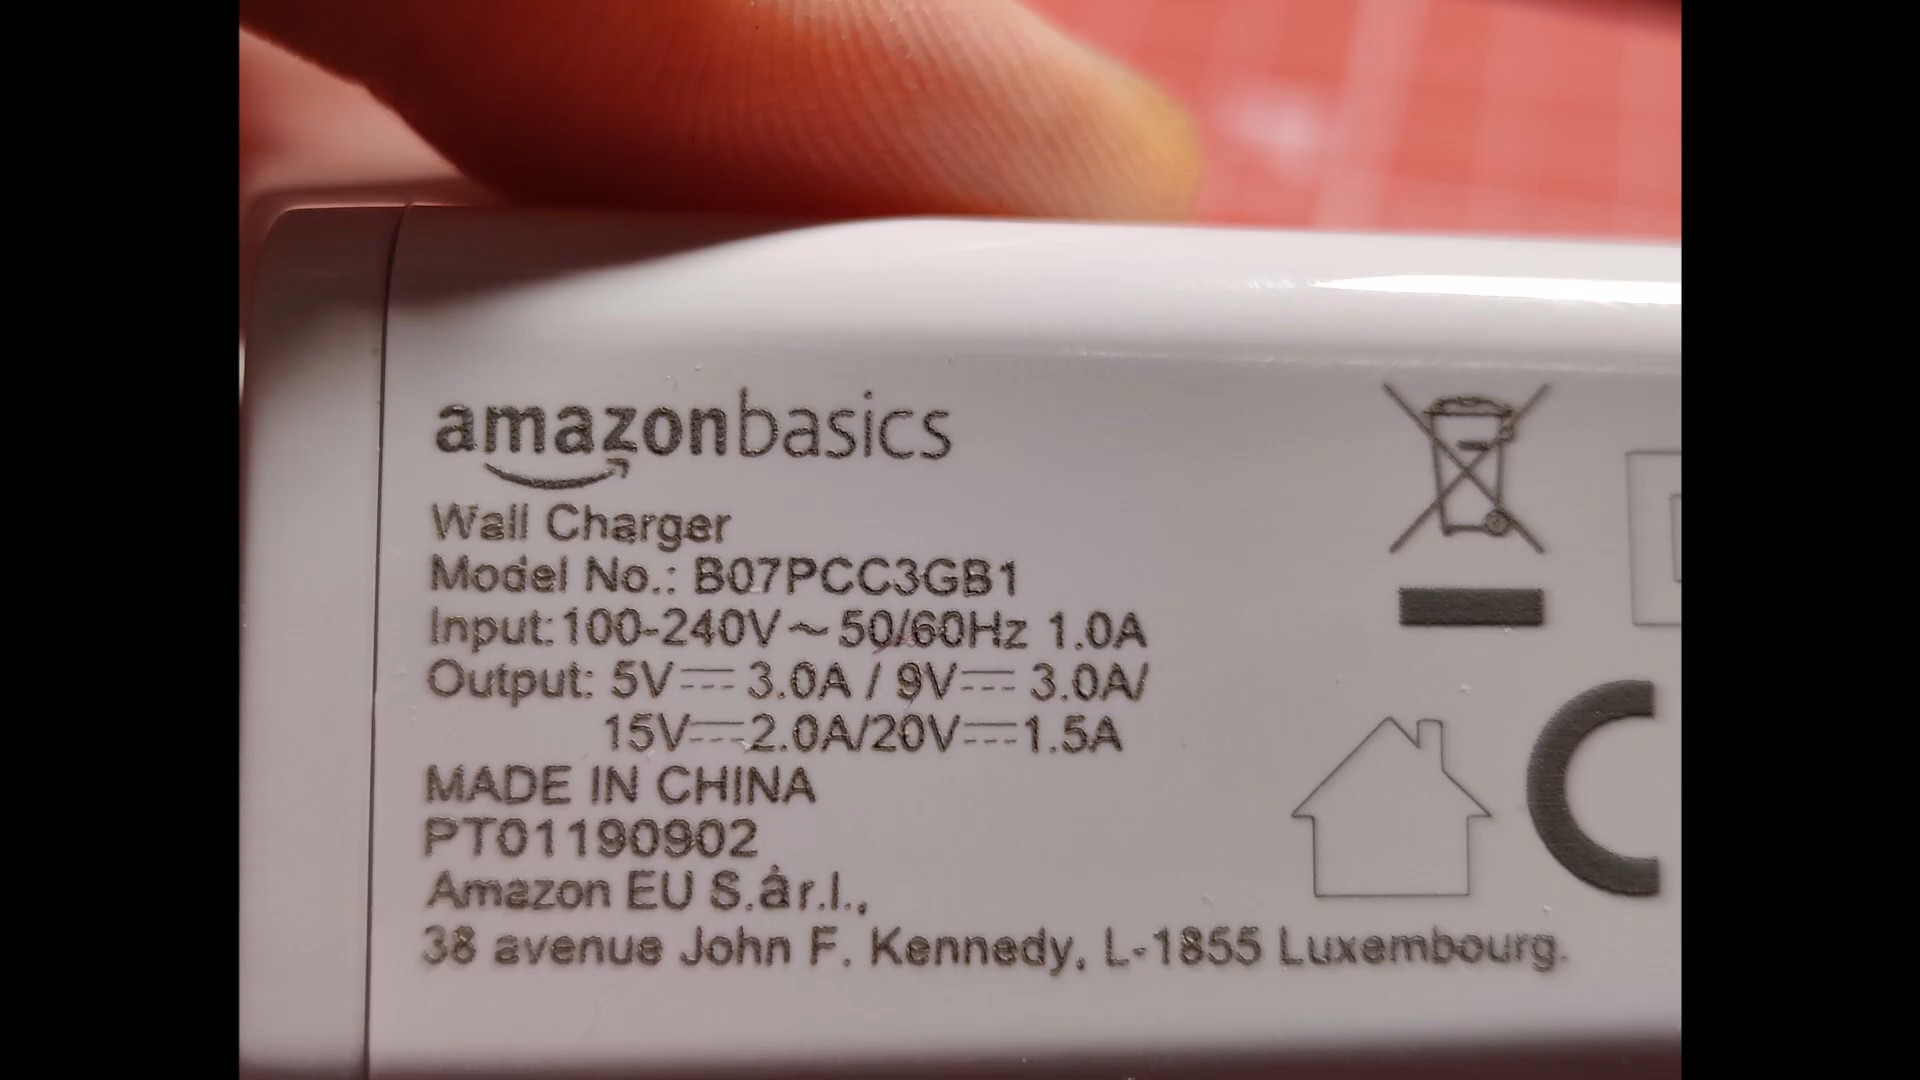 amazonbasics
Wall Charger
Model No.: B07PCC3GB1
Input:100-240V ~ 50/60Hz 1.0A
Output: 5V⎓3.0A / 9V⎓3.0A/
15V⎓2.0A/20V⎓1.5A
MADE IN CHINA
PT01190902
Amazon EU S.àr.l.,
38 avenue John F. Kennedy, L-1855 Luxembourg.